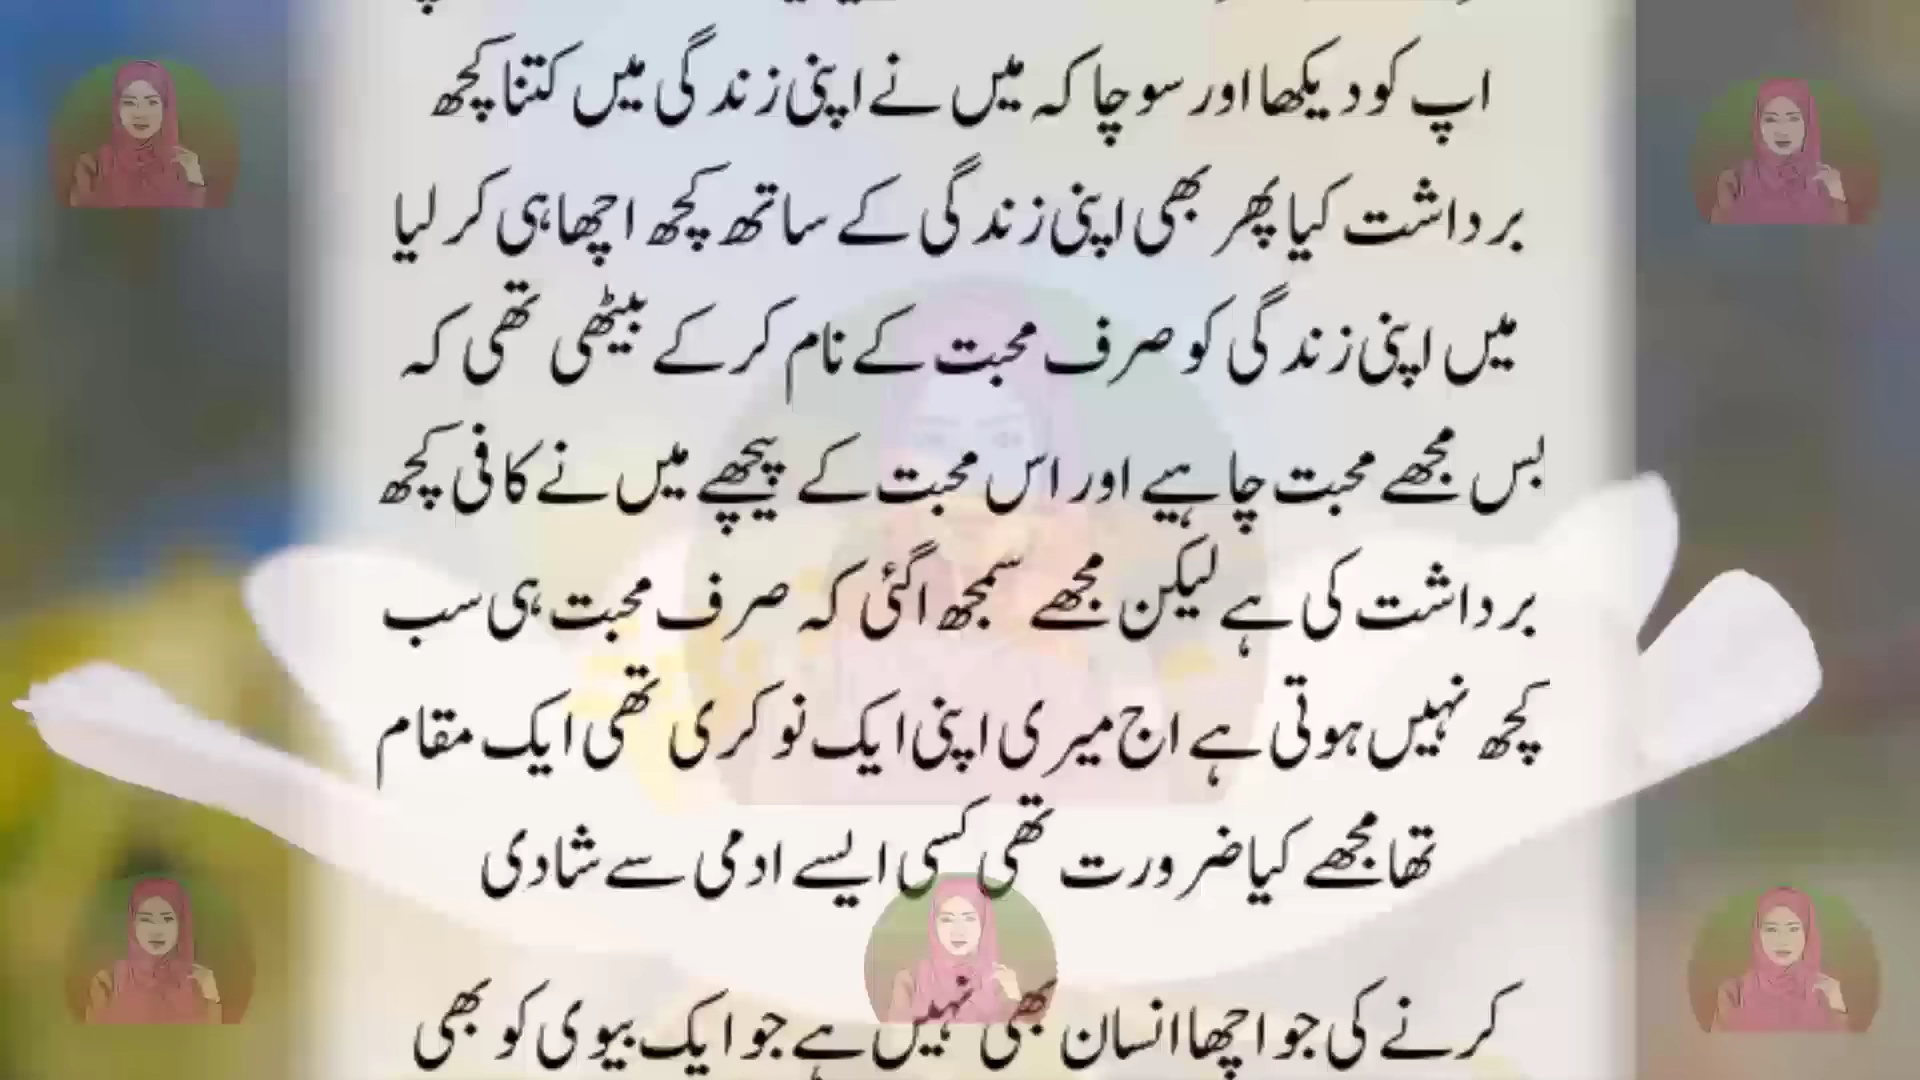 اپ کو دیکھا اور سوچا کہ میں نے اپنی زندگی میں کتنا کچھ
برداشت کیا پھر بھی اپنی زندگی کے ساتھ کچھ اچھا ہی کر لیا
میں اپنی زندگی کو صرف محبت کے نام کر کے بیٹھی تھی کہ
بس مجھے محبت چاہیے اور اس محبت کے پیچھے میں نے کافی کچھ
برداشت کی ہے لیکن مجھے سمجھ اگئی کہ صرف محبت ہی سب
کچھ نہیں ہوتی ہے اج میری اپنی ایک نوکری تھی ایک مقام
تھا مجھے کیا ضرورت تھی کسی ایسے ادمی سے شادی
کرنے کی جو اچھا انسان بھی نہیں ہے جو ایک بیوی کو بھی